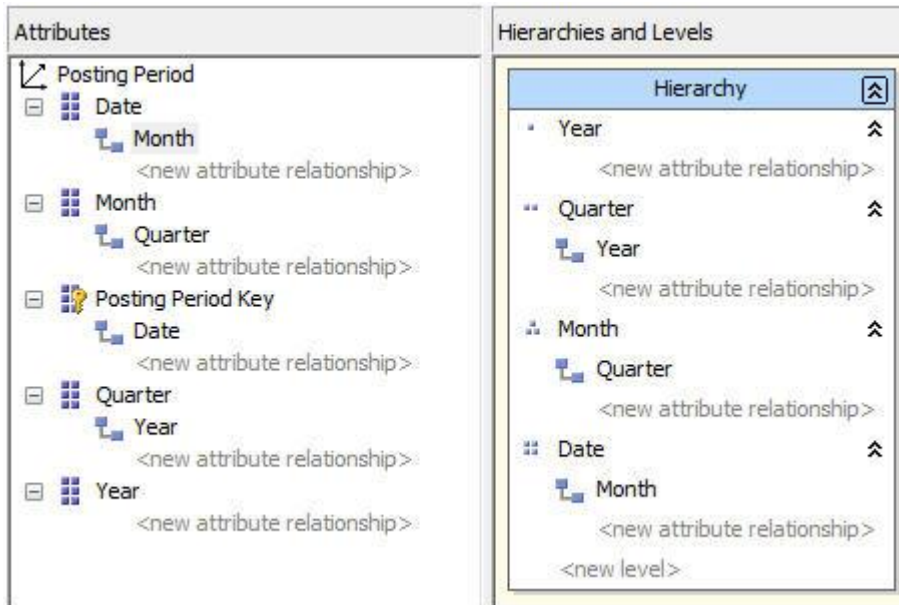 Attributes
Posting Period
Date
Month
<new attribute relationship>
Month
Quarter
<new attribute relationship>
Posting Period Key
Date
<new attribute relationship>
Quarter
Year
<new attribute relationship>
Year
<new attribute relationship>
Hierarchies and Levels
Hierarchy
Year
<new attribute relationship>
Quarter
Year
<new attribute relationship>
Month
Quarter
<new attribute relationship>
Date
Month
<new attribute relationship>
<new level>